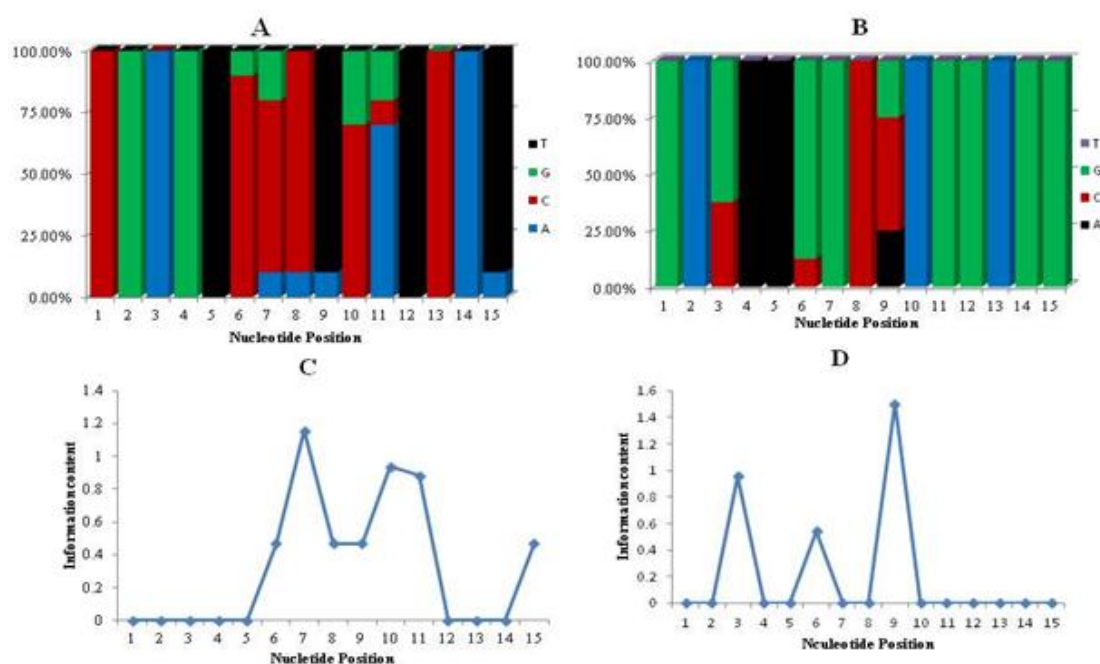 A
100.00%
75.00%
50.00%
25.00%
0.00%
1 2 3 4 5 6 7 8 9 10 11 12 13 14 15
Nucleotide Position
T
G
C
A
B
100.00%
75.00%
50.00%
25.00%
0.00%
1 2 3 4 5 6 7 8 9 10 11 12 13 14 15
Nucletide Position
T
G
C
A
C
1.4
1.2
1
0.8
0.6
0.4
0.2
0
Information content
1 2 3 4 5 6 7 8 9 10 11 12 13 14 15
Nucletide Position
D
1.6
1.4
1.2
1
0.8
0.6
0.4
0.2
0
Information content
1 2 3 4 5 6 7 8 9 10 11 12 13 14 15
Nculeotide Position